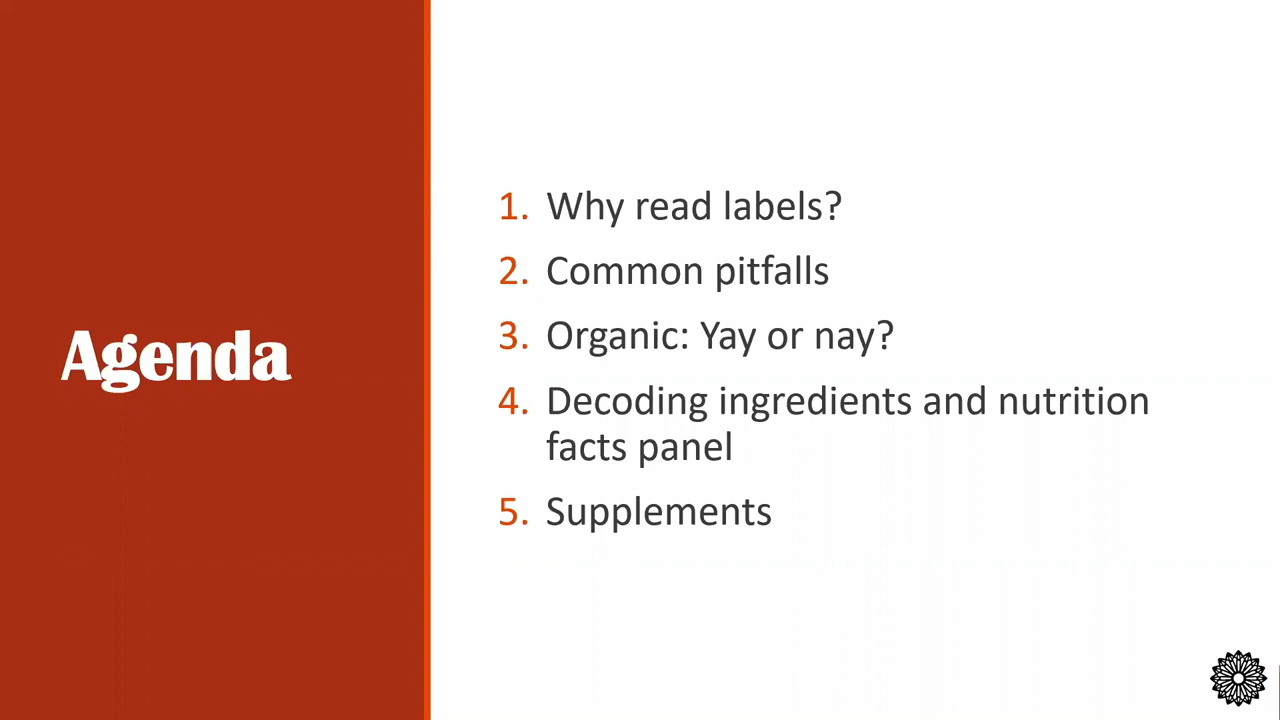 Agenda
1. Why read labels?
2. Common pitfalls
3. Organic: Yay or nay?
4. Decoding ingredients and nutrition
facts panel
5. Supplements